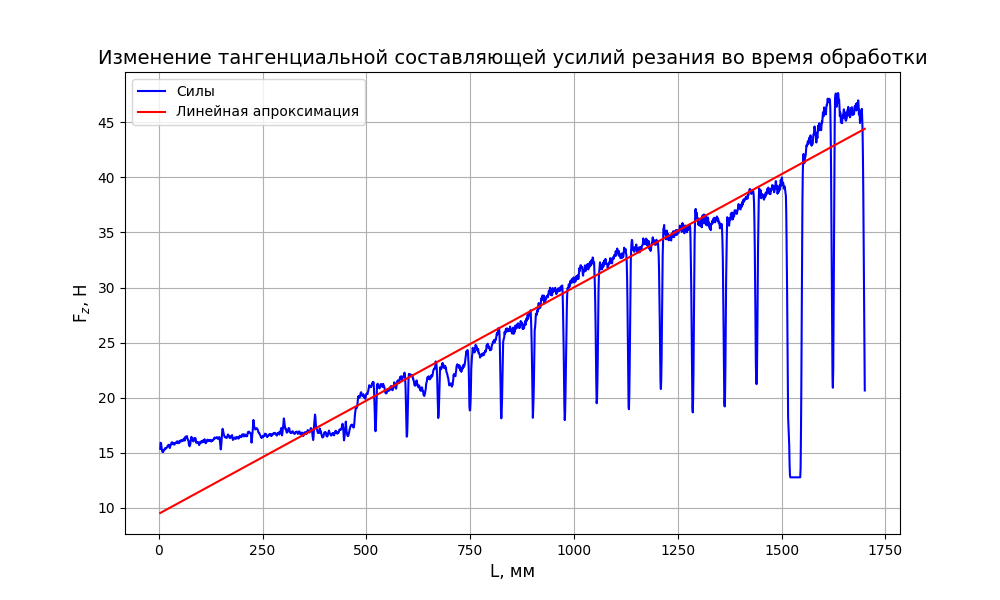 Изменение тангенциальной составляющей усилий резания во время обработки
Силы
Линейная апроксимация
F_z, Н
45
40
35
30
25
20
15
10
0 250 500 750 1000 1250 1500 1750
L, мм